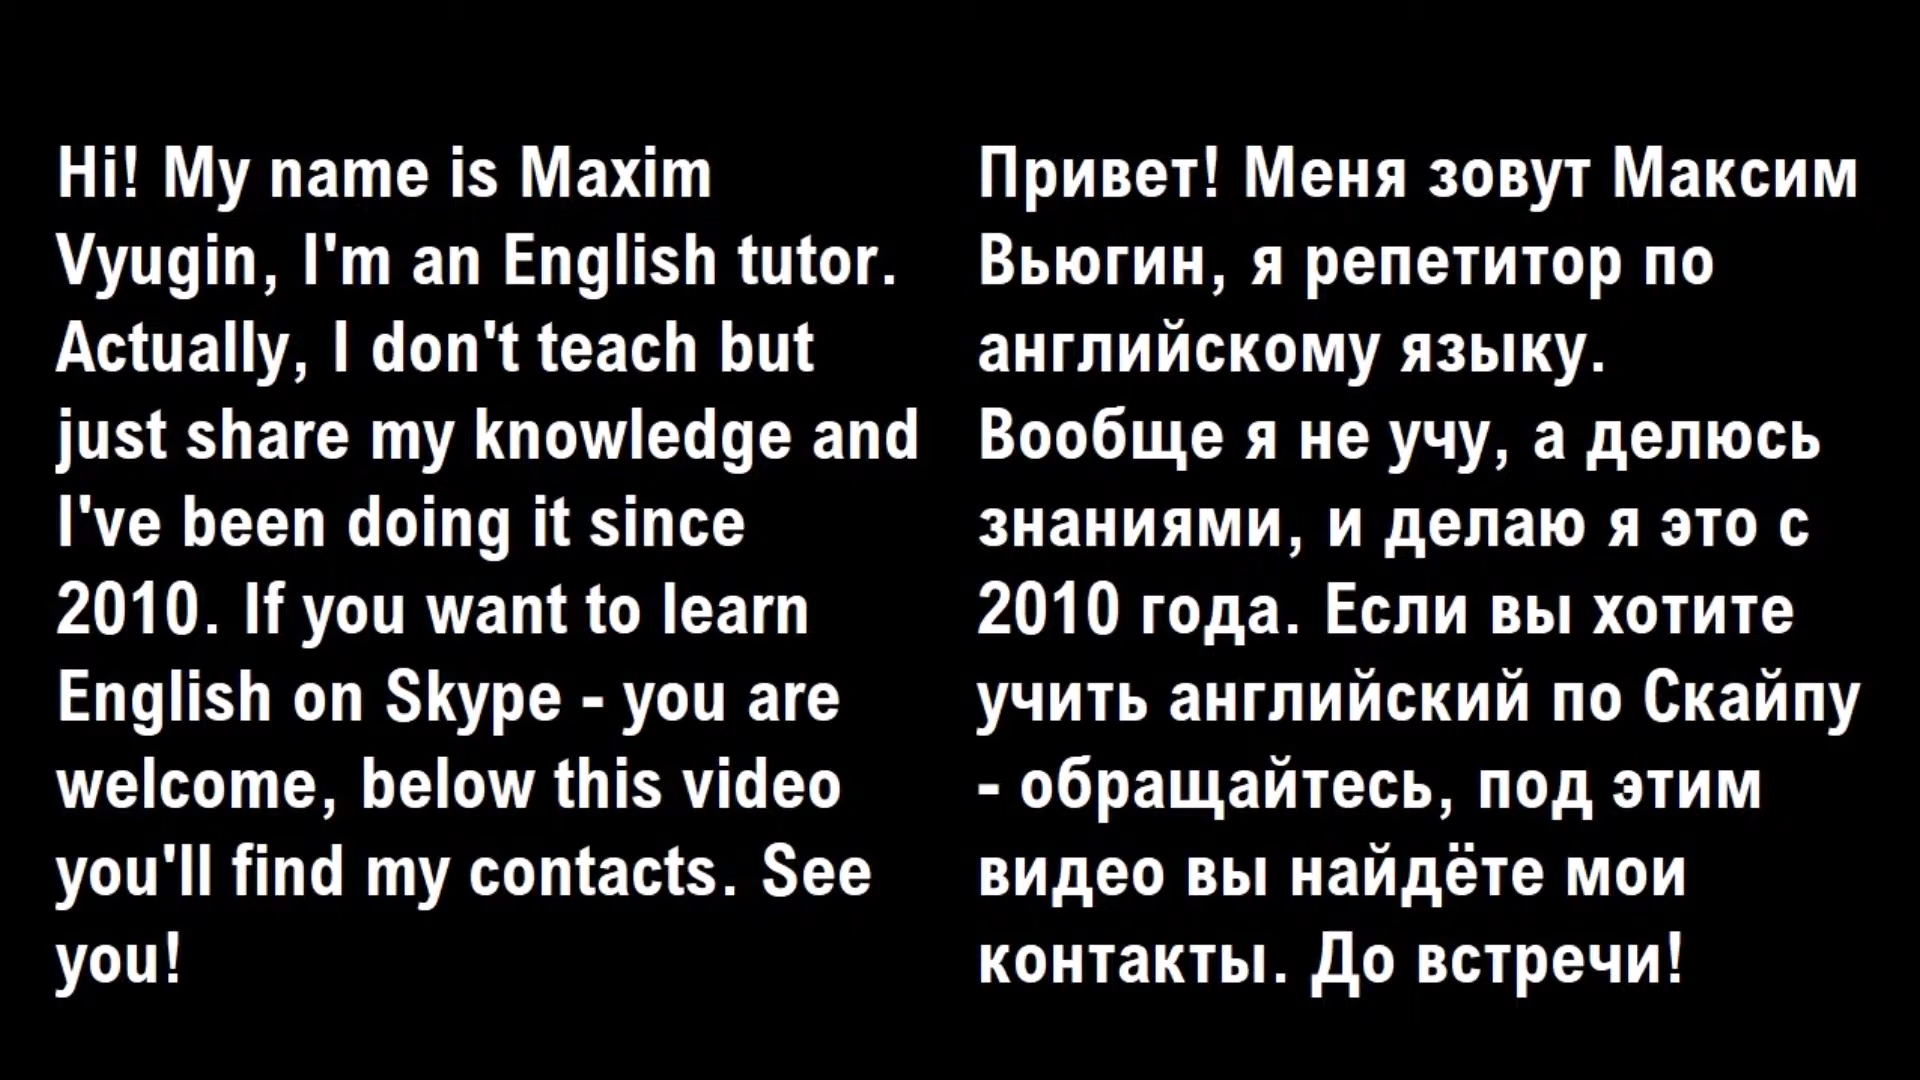 Hi! My name is Maxim
Vyugin, I'm an English tutor.
Actually, I don't teach but
just share my knowledge and
I've been doing it since
2010. If you want to learn
English on Skype - you are
welcome, below this video
you'll find my contacts. See
you!
Привет! Меня зовут Максим
Вьюгин, я репетитор по
английскому языку.
Вообще я не учу, а делюсь
знаниями, и делаю я это с
2010 года. Если вы хотите
учить английский по Скайпу
- обращайтесь, под этим
видео вы найдёте мои
контакты. До встречи!